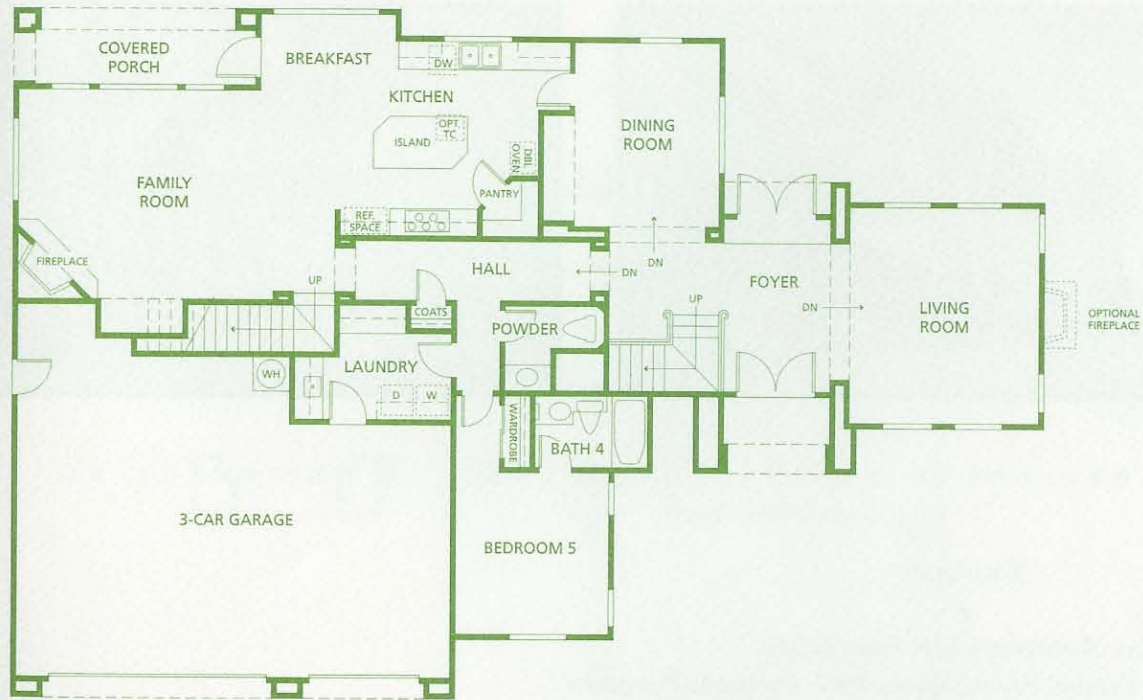 COVERED
PORCH
BREAKFAST
DW
KITCHEN
OPT.
TC
ISLAND
DBL
OVEN
DINING
ROOM
FAMILY
ROOM
PANTRY
REF.
SPACE
FIREPLACE
UP
HALL
DN
DN
FOYER
DN
LIVING
ROOM
OPTIONAL
FIREPLACE
COATS
POWDER
UP
WH
LAUNDRY
D
W
WARDROBE
BATH 4
3-CAR GARAGE
BEDROOM 5